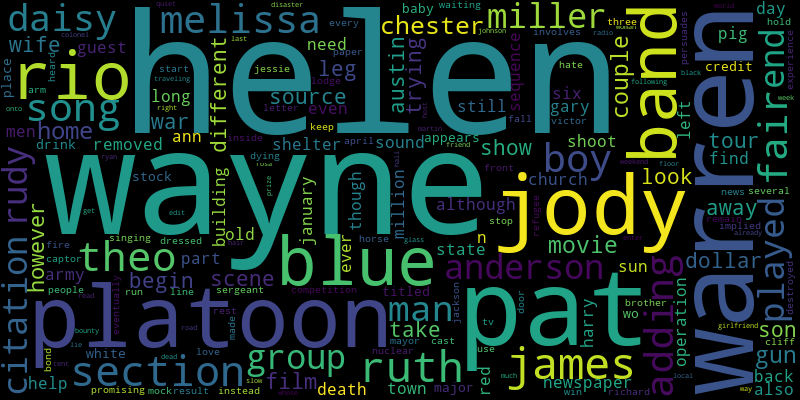 helen
wayne
warren
jody
pat
platoon
blue
band
rio
song
daisy
melissa
chester
miller
wife
guest
baby
every
waiting
three
day
hold
pig
credit
place
heard
start
jessie
last
disaster
colonel
quiet
traveling
leg
need
source
austin
trying
sequence
couple
johnson
radio
involves
hate
following
black
persuades
experience
arm
onto
long
even
still
six
gary
left
tour
fairend
men
home
war
different
letter
lodge
paper
april
sound
appears
fall
victor
shoot
find
week
rudy
drink
removed
ann
right
keep
inside
shelter
dying
martin
show
boy
look
away
news
several
church
stock
building
though
million
although
front
stop
refugee
floor
played
however
theo
old
january
ever
horse
state
n
movie
dollar
implied
already
destroyed
singing
dressed
fire
captor
begin
part
scene
anderson
sun
adding
operation
citation
army
people
run
line
sergeant
titled
competition
man
jackson
tv
door
harry
wo
brother
son
gun
cliff
girlfriend
eventually
bounty
read
road
made
rest
mayor
take
cast
james
red
section
group
ruth
back
help
bond
white
love
nuclear
use
newspaper
richard
local
also
promising
mock
result
instead
film
death
town
major
much
win
way
dead
slow
lie
edit
get
prize
glass
friend
ryan